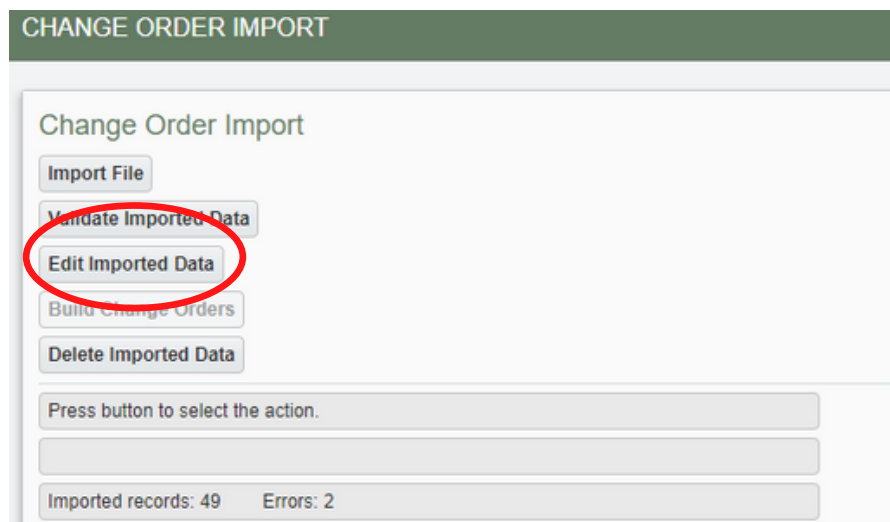 CHANGE ORDER IMPORT
Change Order Import
Import File
Validate Imported Data
Edit Imported Data
Build Change Orders
Delete Imported Data
Press button to select the action.
Imported records: 49 Errors: 2